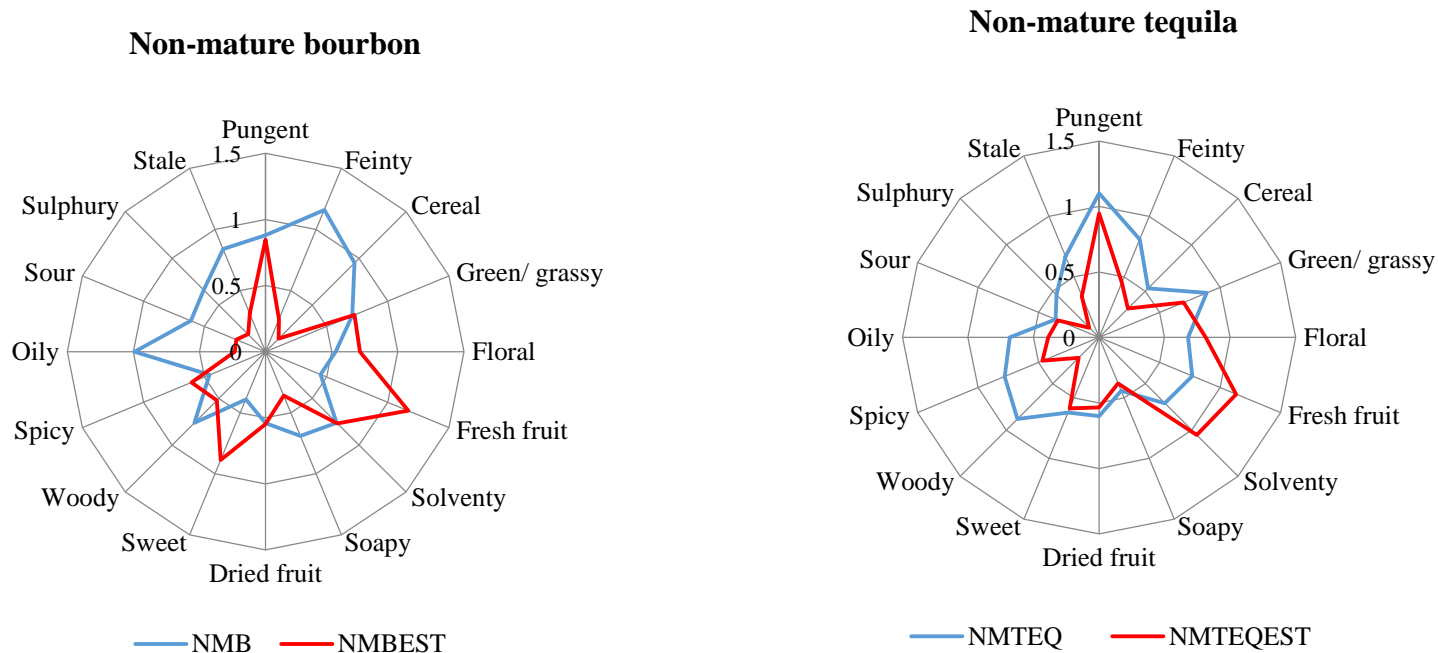 Non-mature bourbon
Pungent
Feinty
Cereal
Green/ grassy
Floral
Fresh fruit
Solventy
Soapy
Dried fruit
Sweet
Woody
Spicy
Oily
Sour
Sulphury
Stale
1.5
1
0.5
0
NMB
NMBEST
Non-mature tequila
Pungent
Feinty
Cereal
Green/ grassy
Floral
Fresh fruit
Solventy
Soapy
Dried fruit
Sweet
Woody
Spicy
Oily
Sour
Sulphury
Stale
1.5
1
0.5
0
NMTEQ
NMTEQEST